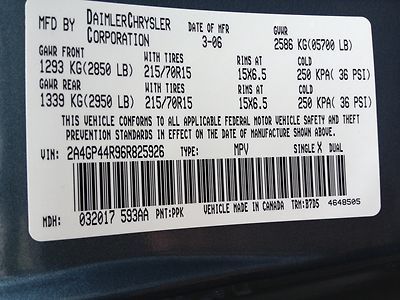 MFD BY DAIMLERCHRYSLER CORPORATION DATE OF MFR 3-06 GVWR 2586 KG(05700 LB)
GAWR FRONT WITH TIRES RIMS AT COLD
1293 KG(2850 LB) 215/70R15 15X6.5 250 KPA( 36 PSI)
GAWR REAR WITH TIRES RIMS AT COLD
1339 KG(2950 LB) 215/70R15 15X6.5 250 KPA( 36 PSI)
THIS VEHICLE CONFORMS TO ALL APPLICABLE FEDERAL MOTOR VEHICLE SAFETY AND THEFT
PREVENTION STANDARDS IN EFFECT ON THE DATE OF MANUFACTURE SHOWN ABOVE.
VIN: 2A4GP44R96R825926 TYPE: MPV SINGLE X DUAL
MDH: 032017 593AA PNT:PPK VEHICLE MADE IN CANADA TRM:B7D5 4648505